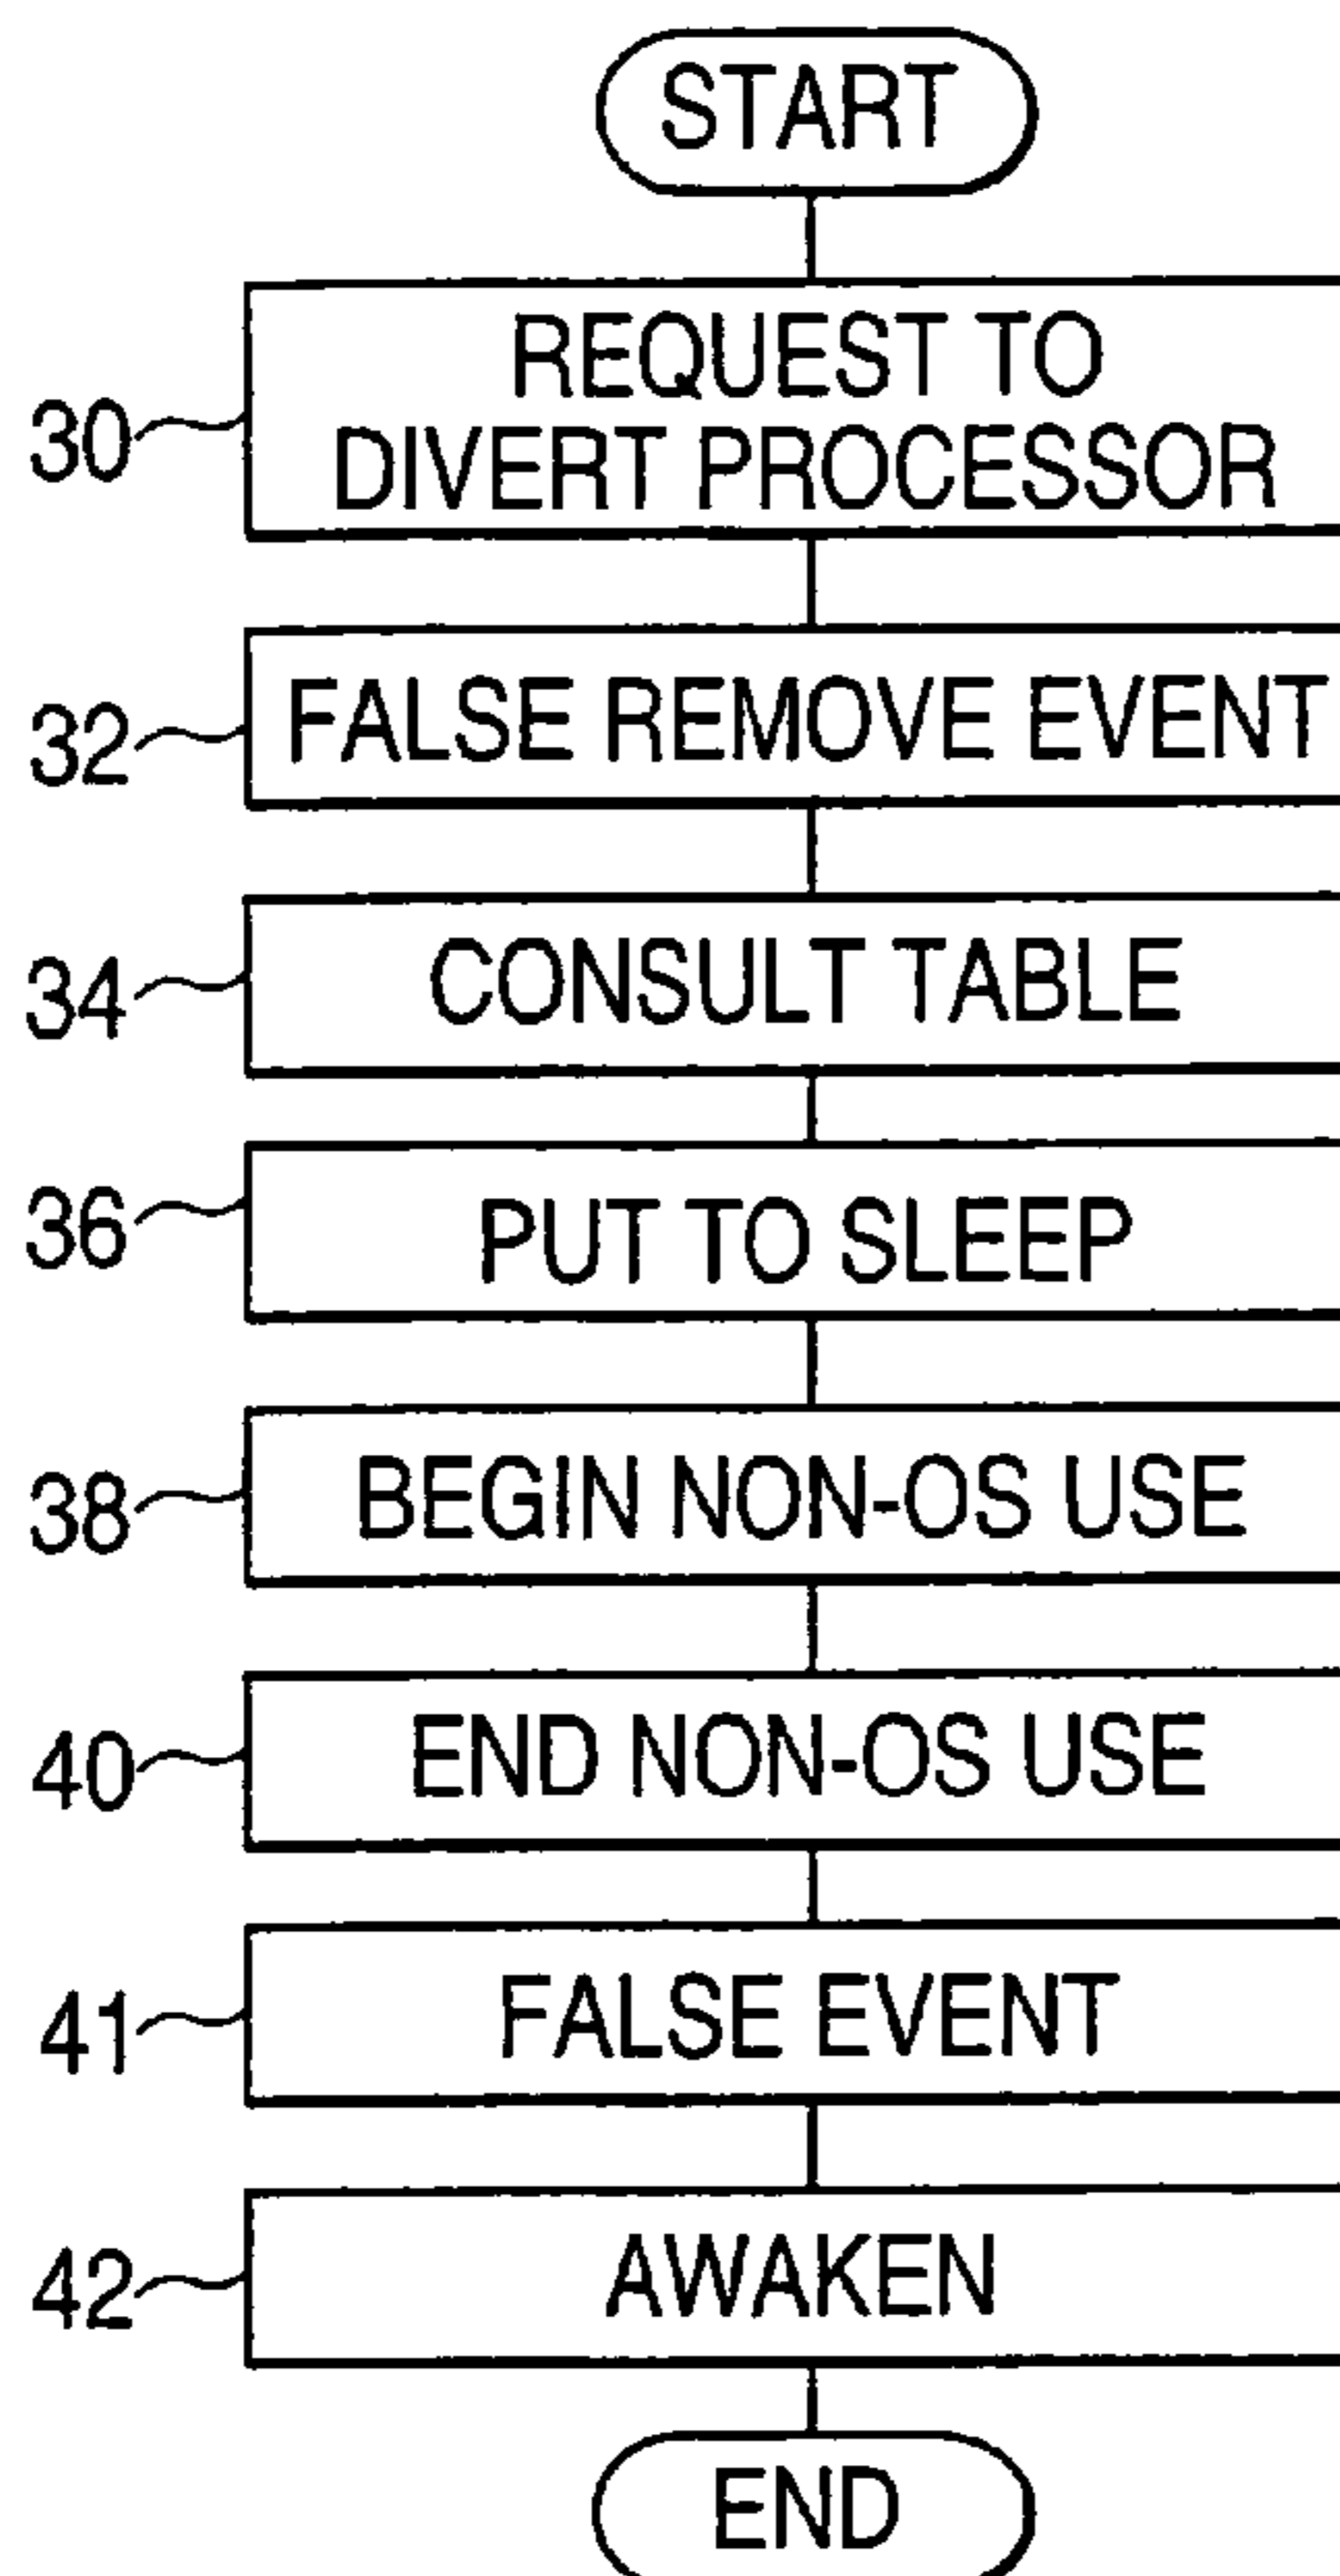 START
30
REQUEST TO
DIVERT PROCESSOR
32
FALSE REMOVE EVENT
34
CONSULT TABLE
36
PUT TO SLEEP
38
BEGIN NON-OS USE
40
END NON-OS USE
41
FALSE EVENT
42
AWAKEN
END